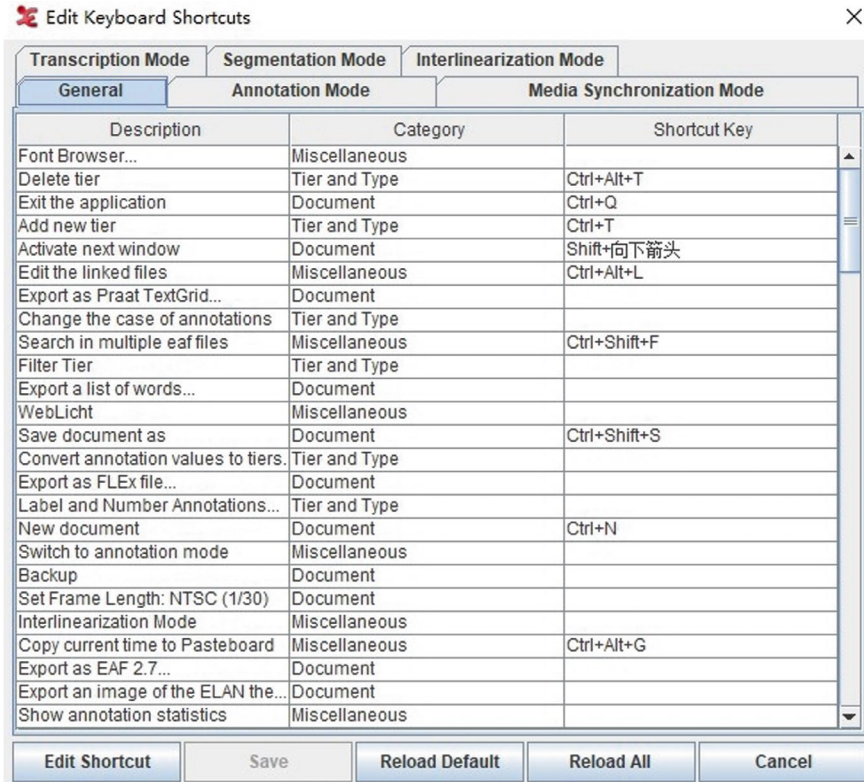 Edit Keyboard Shortcuts
Transcription Mode Segmentation Mode Interlinearization Mode
General Annotation Mode Media Synchronization Mode
Description Category Shortcut Key
Font Browser... Miscellaneous
Delete tier Tier and Type Ctrl+Alt+T
Exit the application Document Ctrl+Q
Add new tier Tier and Type Ctrl+T
Activate next window Document Shift+向下箭头
Edit the linked files Miscellaneous Ctrl+Alt+L
Export as Praat TextGrid... Document
Change the case of annotations Tier and Type
Search in multiple eaf files Miscellaneous Ctrl+Shift+F
Filter Tier Tier and Type
Export a list of words... Document
WebLicht Miscellaneous
Save document as Document Ctrl+Shift+S
Convert annotation values to tiers. Tier and Type
Export as FLEx file... Document
Label and Number Annotations... Tier and Type
New document Document Ctrl+N
Switch to annotation mode Miscellaneous
Backup Document
Set Frame Length: NTSC (1/30) Document
Interlinearization Mode Miscellaneous
Copy current time to Pasteboard Miscellaneous Ctrl+Alt+G
Export as EAF 2.7... Document
Export an image of the ELAN the... Document
Show annotation statistics Miscellaneous
Edit Shortcut Save Reload Default Reload All Cancel